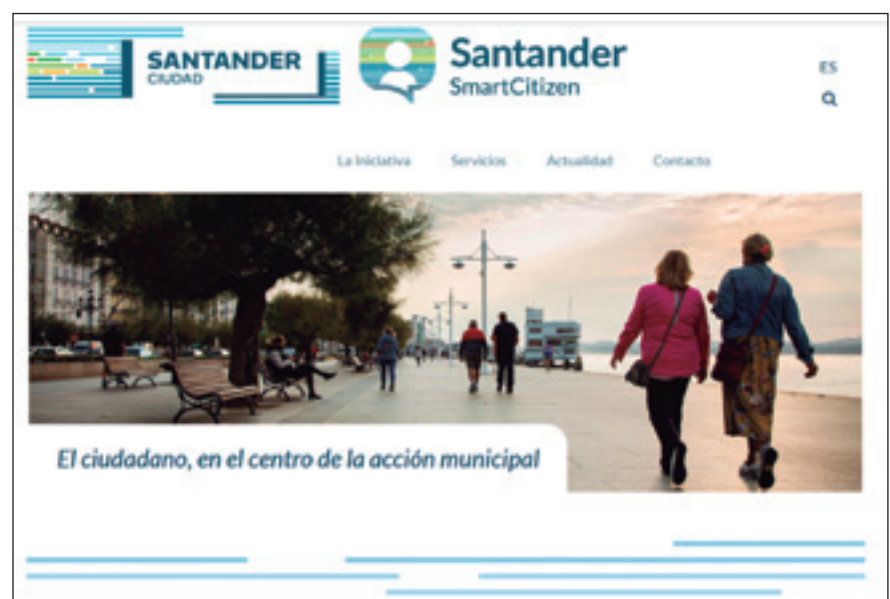 SANTANDER
CIUDAD
Santander
SmartCitizen
ES
La Iniciativa Servicios Actualidad Contacto
El ciudadano, en el centro de la acción municipal